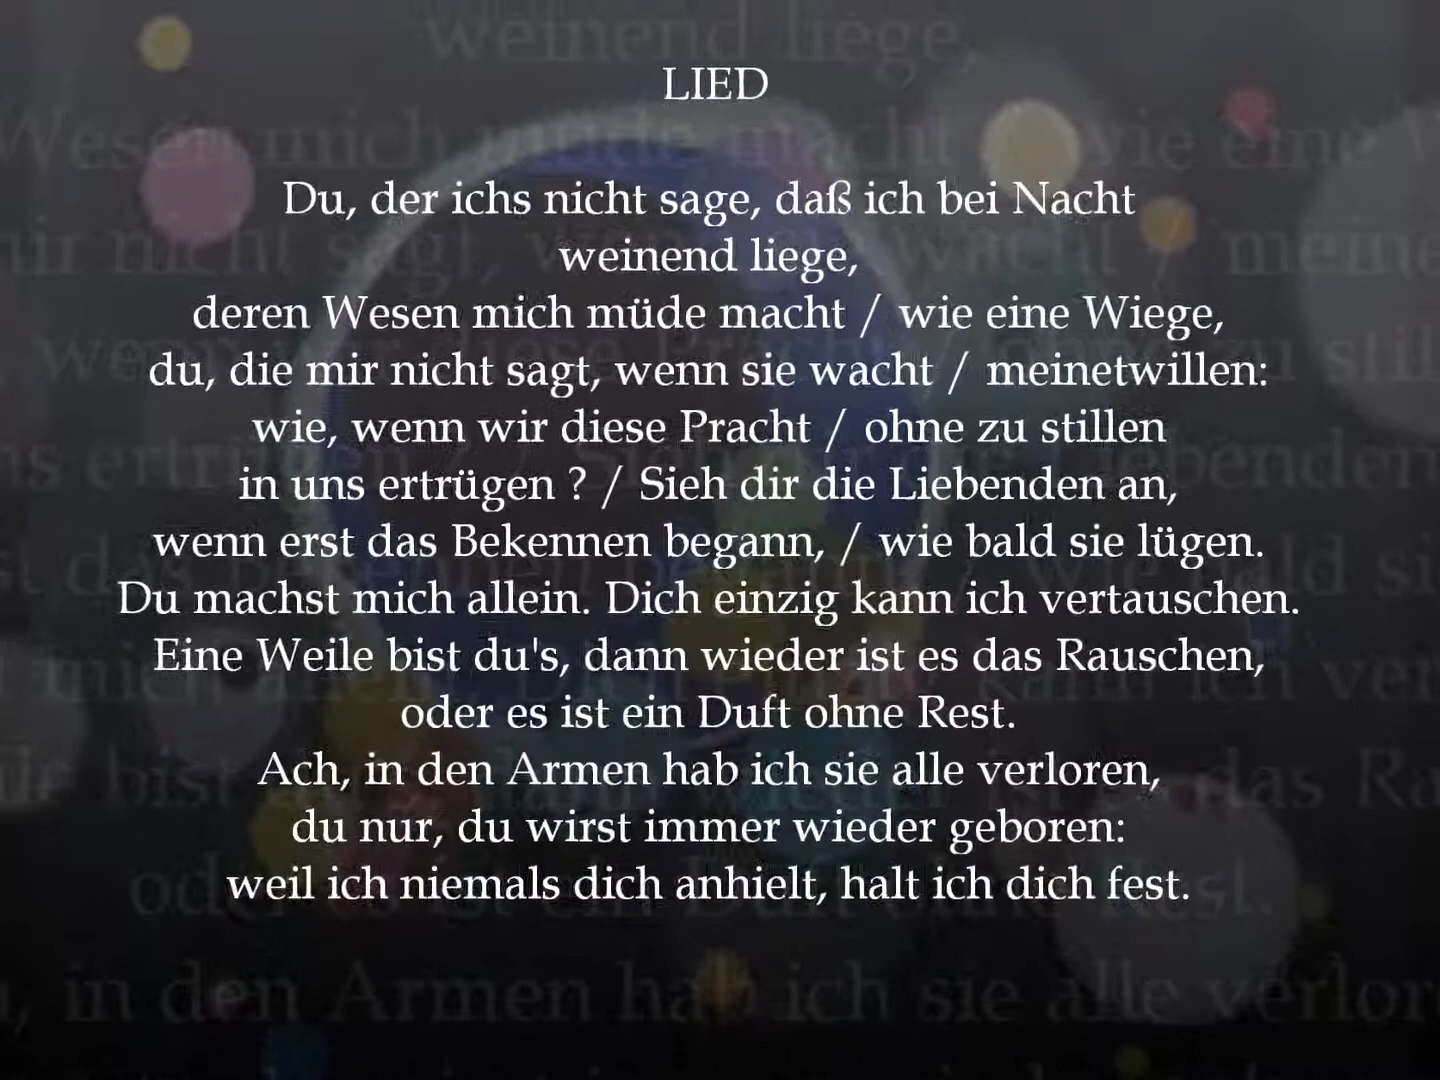 LIED
Du, der ichs nicht sage, daß ich bei Nacht
weinend liege,
deren Wesen mich müde macht / wie eine Wiege,
du, die mir nicht sagt, wenn sie wacht / meinetwillen:
wie, wenn wir diese Pracht / ohne zu stillen
in uns ertrügen ? / Sieh dir die Liebenden an,
wenn erst das Bekennen begann, / wie bald sie lügen.
Du machst mich allein. Dich einzig kann ich vertauschen.
Eine Weile bist du's, dann wieder ist es das Rauschen,
oder es ist ein Duft ohne Rest.
Ach, in den Armen hab ich sie alle verloren,
du nur, du wirst immer wieder geboren:
weil ich niemals dich anhielt, halt ich dich fest.